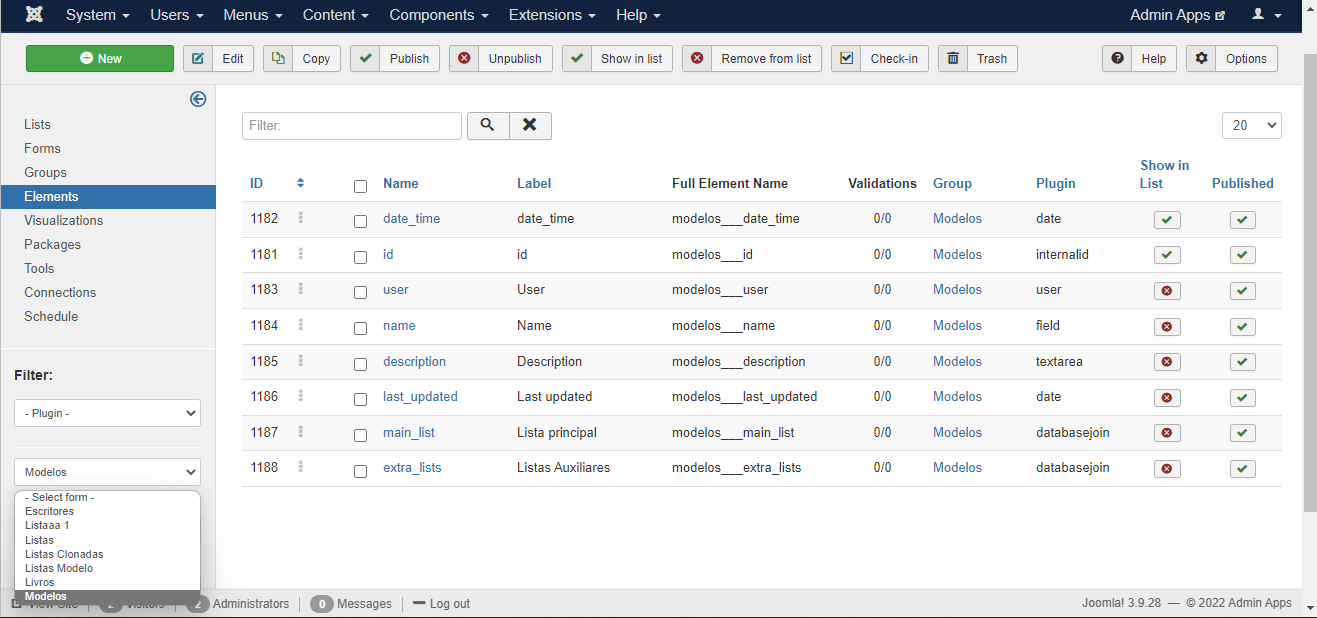 System Users Menus Content Components Extensions Help Admin Apps
New Edit Copy Publish Unpublish Show in list Remove from list Check-in Trash Help Options
Lists
Forms
Groups
Elements
Visualizations
Packages
Tools
Connections
Schedule
Filter:
- Plugin -
Modelos
- Select form -
Escritores
Listaaa 1
Listas
Listas Clonadas
Listas Modelo
Livros
Modelos
Filter: 20
ID Name Label Full Element Name Validations Group Plugin Show in List Published
1182 date_time date_time modelos___date_time 0/0 Modelos date
1181 id id modelos___id 0/0 Modelos internalid
1183 user User modelos___user 0/0 Modelos user
1184 name Name modelos___name 0/0 Modelos field
1185 description Description modelos___description 0/0 Modelos textarea
1186 last_updated Last updated modelos___last_updated 0/0 Modelos date
1187 main_list Lista principal modelos___main_list 0/0 Modelos databasejoin
1188 extra_lists Listas Auxiliares modelos___extra_lists 0/0 Modelos databasejoin
View Site 2 Visitors 2 Administrators 0 Messages Log out Joomla! 3.9.28 — © 2022 Admin Apps